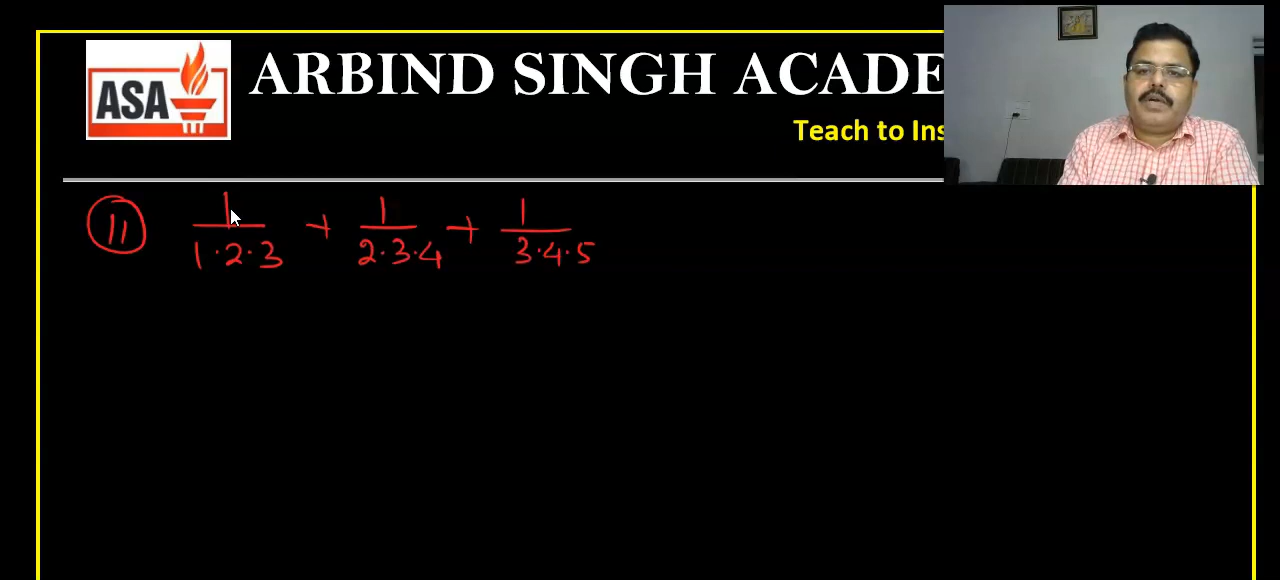 ASA
ARBIND SINGH ACADE
Teach to Ins
11 1/1·2·3 + 1/2·3·4 + 1/3·4·5